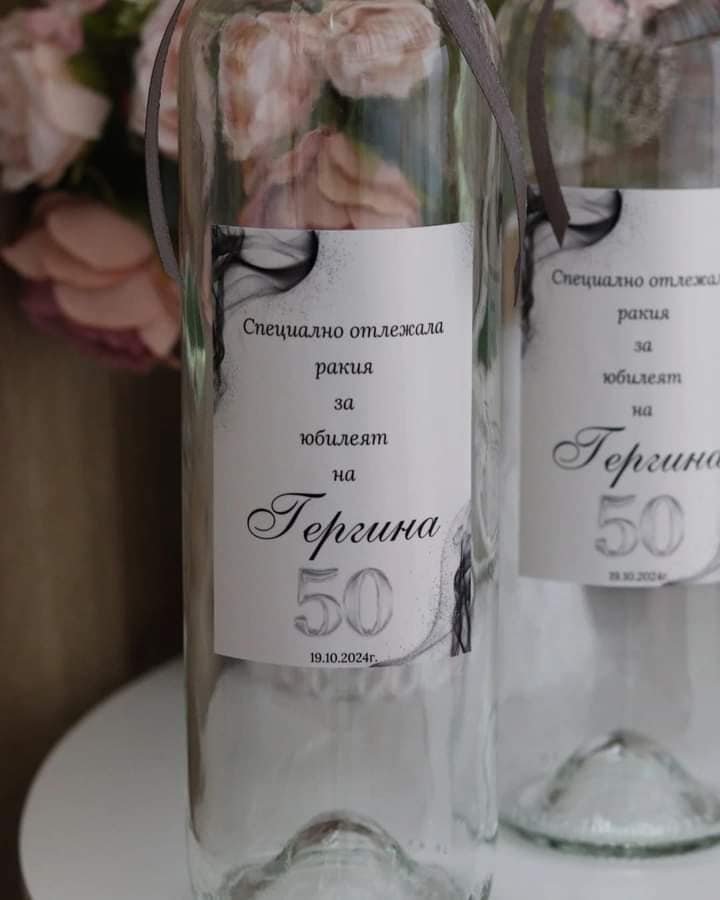 Специално отлежала
ракия
за
юбилеят
на
Гергина
50
19.10.2024г.
Специално отлежал
ракия
за
юбилеят
на
Гергина
50
19.10.2024г.